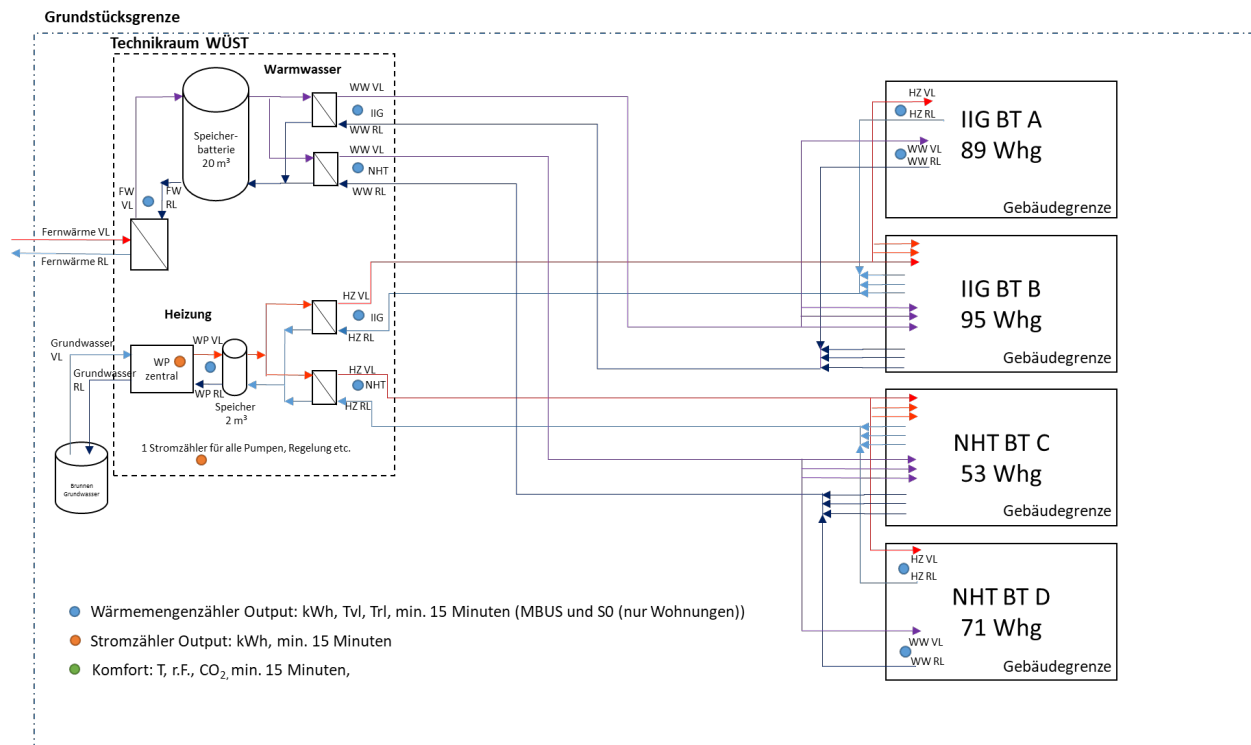 Grundstücksgrenze
Technikraum WÜST
Warmwasser
Speicher-
batterie
20 m³
WW VL
IIG
WW RL
WW VL
NHT
WW RL
FW
VL
FW
RL
Fernwärme VL
Fernwärme RL
Heizung
HZ VL
IIG
HZ RL
Grundwasser
VL
Grundwasser
RL
WP
zentral
WP VL
WP RL
Speicher
2 m³
HZ VL
NHT
HZ RL
1 Stromzähler für alle Pumpen, Regelung etc.
Brunnen
Grundwasser
HZ VL
HZ RL
WW VL
WW RL
IIG BT A
89 Whg
Gebäudegrenze
IIG BT B
95 Whg
Gebäudegrenze
NHT BT C
53 Whg
Gebäudegrenze
HZ VL
HZ RL
WW VL
WW RL
NHT BT D
71 Whg
Gebäudegrenze
Wärmemengenzähler Output: kWh, Tvl, Trl, min. 15 Minuten (MBUS und S0 (nur Wohnungen))
Stromzähler Output: kWh, min. 15 Minuten
Komfort: T, r.F., CO₂, min. 15 Minuten,